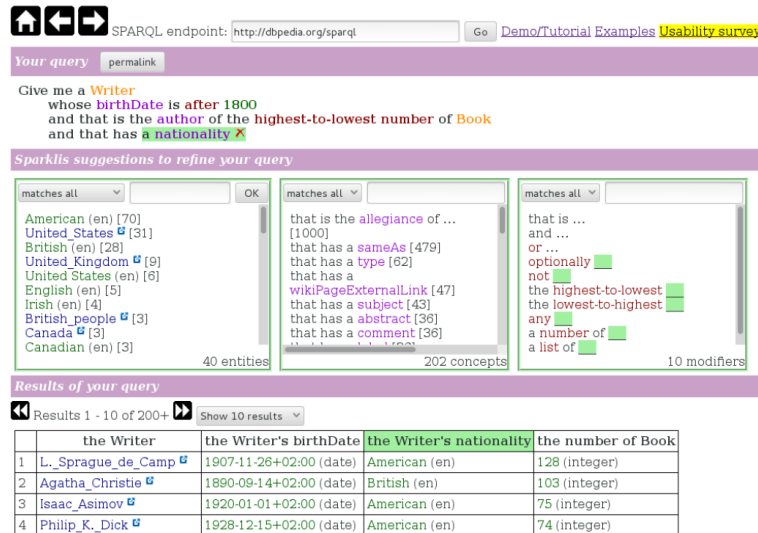 SPARQL endpoint: http://dbpedia.org/sparql Go Demo/Tutorial Examples Usability survey
Your query permalink
Give me a Writer
whose birthDate is after 1800
and that is the author of the highest-to-lowest number of Book
and that has a nationality ✗
Sparklis suggestions to refine your query
matches all OK
American (en) [70]
United_States [31]
British (en) [28]
United_Kingdom [9]
United States (en) [6]
English (en) [5]
Irish (en) [4]
British_people [3]
Canada [3]
Canadian (en) [3]
40 entities
matches all
that is the allegiance of ...
[1000]
that has a sameAs [479]
that has a type [62]
that has a
wikiPageExternalLink [47]
that has a subject [43]
that has a abstract [36]
that has a comment [36]
202 concepts
matches all
that is ...
and ...
or ...
optionally __
not __
the highest-to-lowest __
the lowest-to-highest __
any __
a number of __
a list of __
10 modifiers
Results of your query
Results 1 - 10 of 200+ Show 10 results
the Writer the Writer's birthDate the Writer's nationality the number of Book
1 L._Sprague_de_Camp 1907-11-26+02:00 (date) American (en) 128 (integer)
2 Agatha_Christie 1890-09-14+02:00 (date) British (en) 103 (integer)
3 Isaac_Asimov 1920-01-01+02:00 (date) American (en) 75 (integer)
4 Philip_K._Dick 1928-12-15+02:00 (date) American (en) 74 (integer)